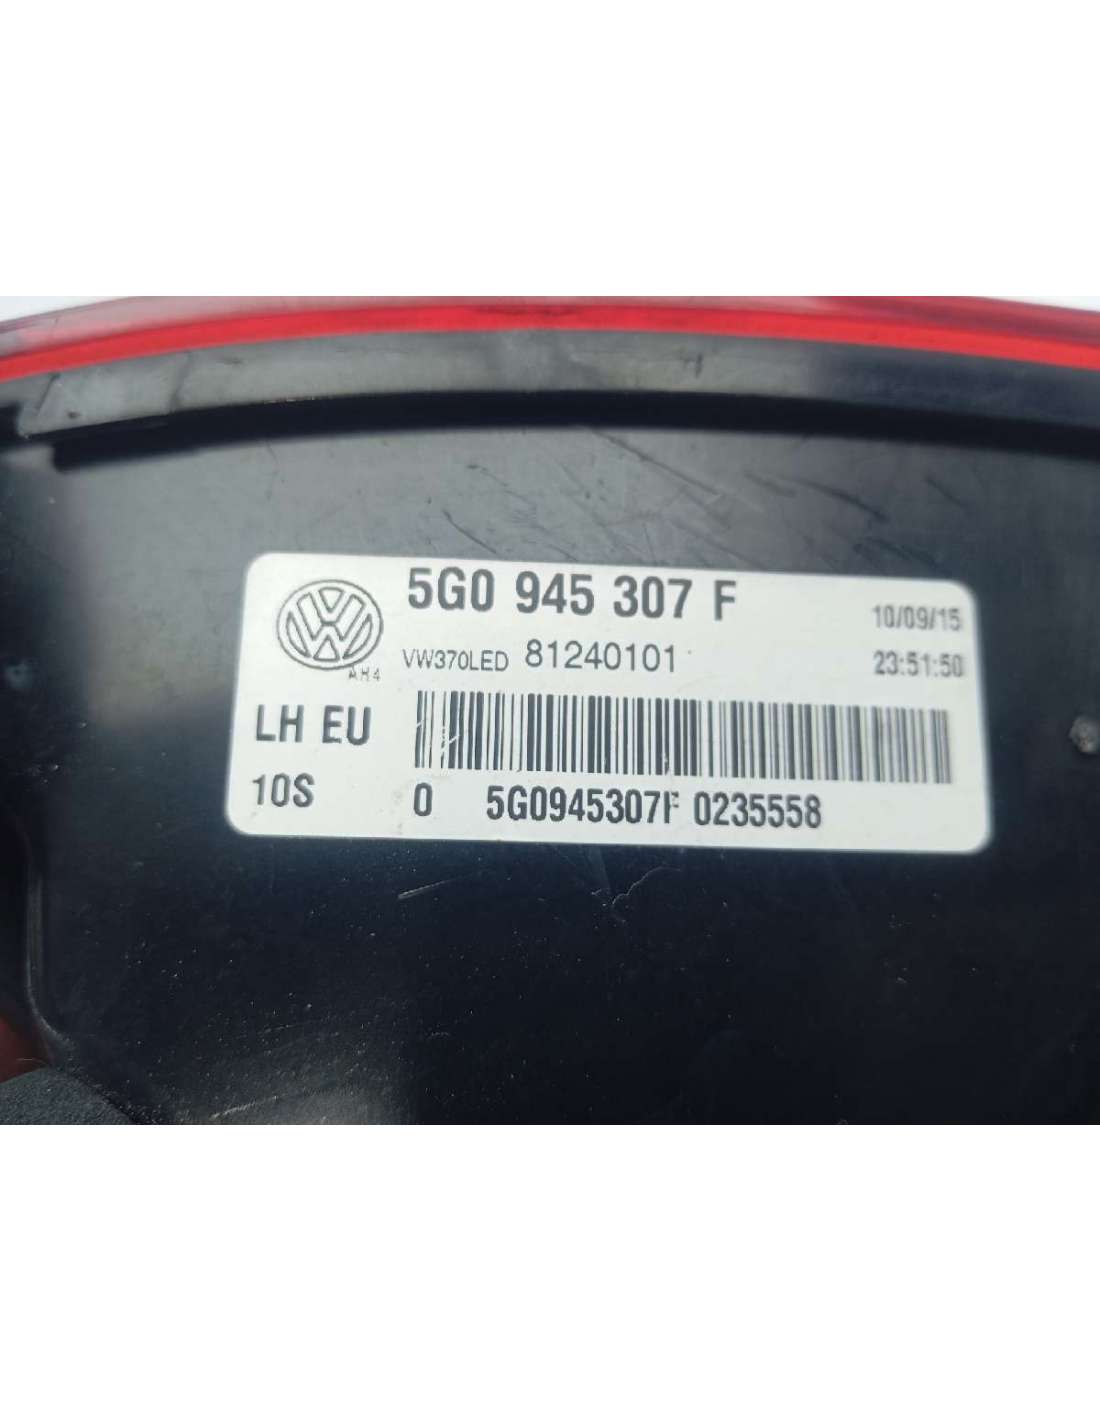 5G0 945 307 F
10/09/15
VW370LED 81240101
23:51:50
AH4
LH EU
10S
0 5G0945307F 0235558